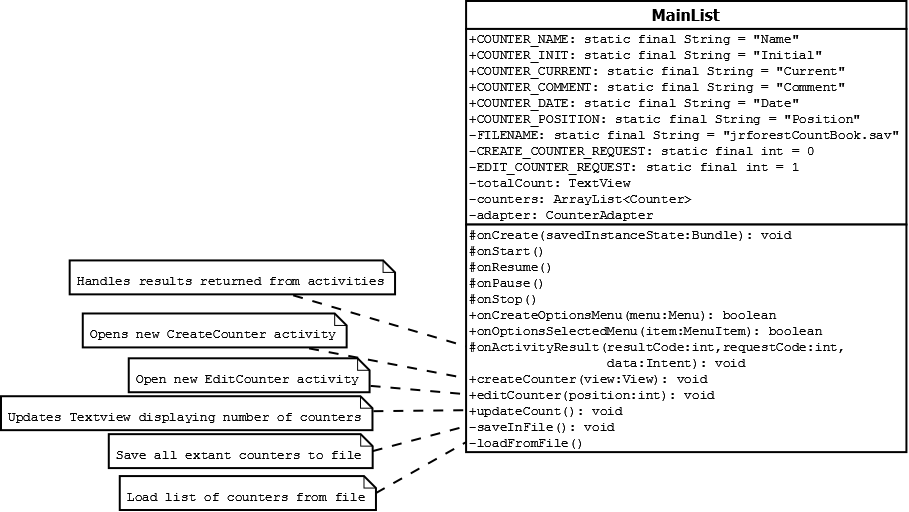 MainList
+COUNTER_NAME: static final String = "Name"
+COUNTER_INIT: static final String = "Initial"
+COUNTER_CURRENT: static final String = "Current"
+COUNTER_COMMENT: static final String = "Comment"
+COUNTER_DATE: static final String = "Date"
+COUNTER_POSITION: static final String = "Position"
-FILENAME: static final String = "jrforestCountBook.sav"
-CREATE_COUNTER_REQUEST: static final int = 0
-EDIT_COUNTER_REQUEST: static final int = 1
-totalCount: TextView
-counters: ArrayList<Counter>
-adapter: CounterAdapter
#onCreate(savedInstanceState:Bundle): void
#onStart()
#onResume()
#onPause()
#onStop()
+onCreateOptionsMenu(menu:Menu): boolean
+onOptionsSelectedMenu(item:MenuItem): boolean
#onActivityResult(resultCode:int,requestCode:int,
data:Intent): void
+createCounter(view:View): void
+editCounter(position:int): void
+updateCount(): void
-saveInFile(): void
-loadFromFile()
Handles results returned from activities
Opens new CreateCounter activity
Open new EditCounter activity
Updates Textview displaying number of counters
Save all extant counters to file
Load list of counters from file